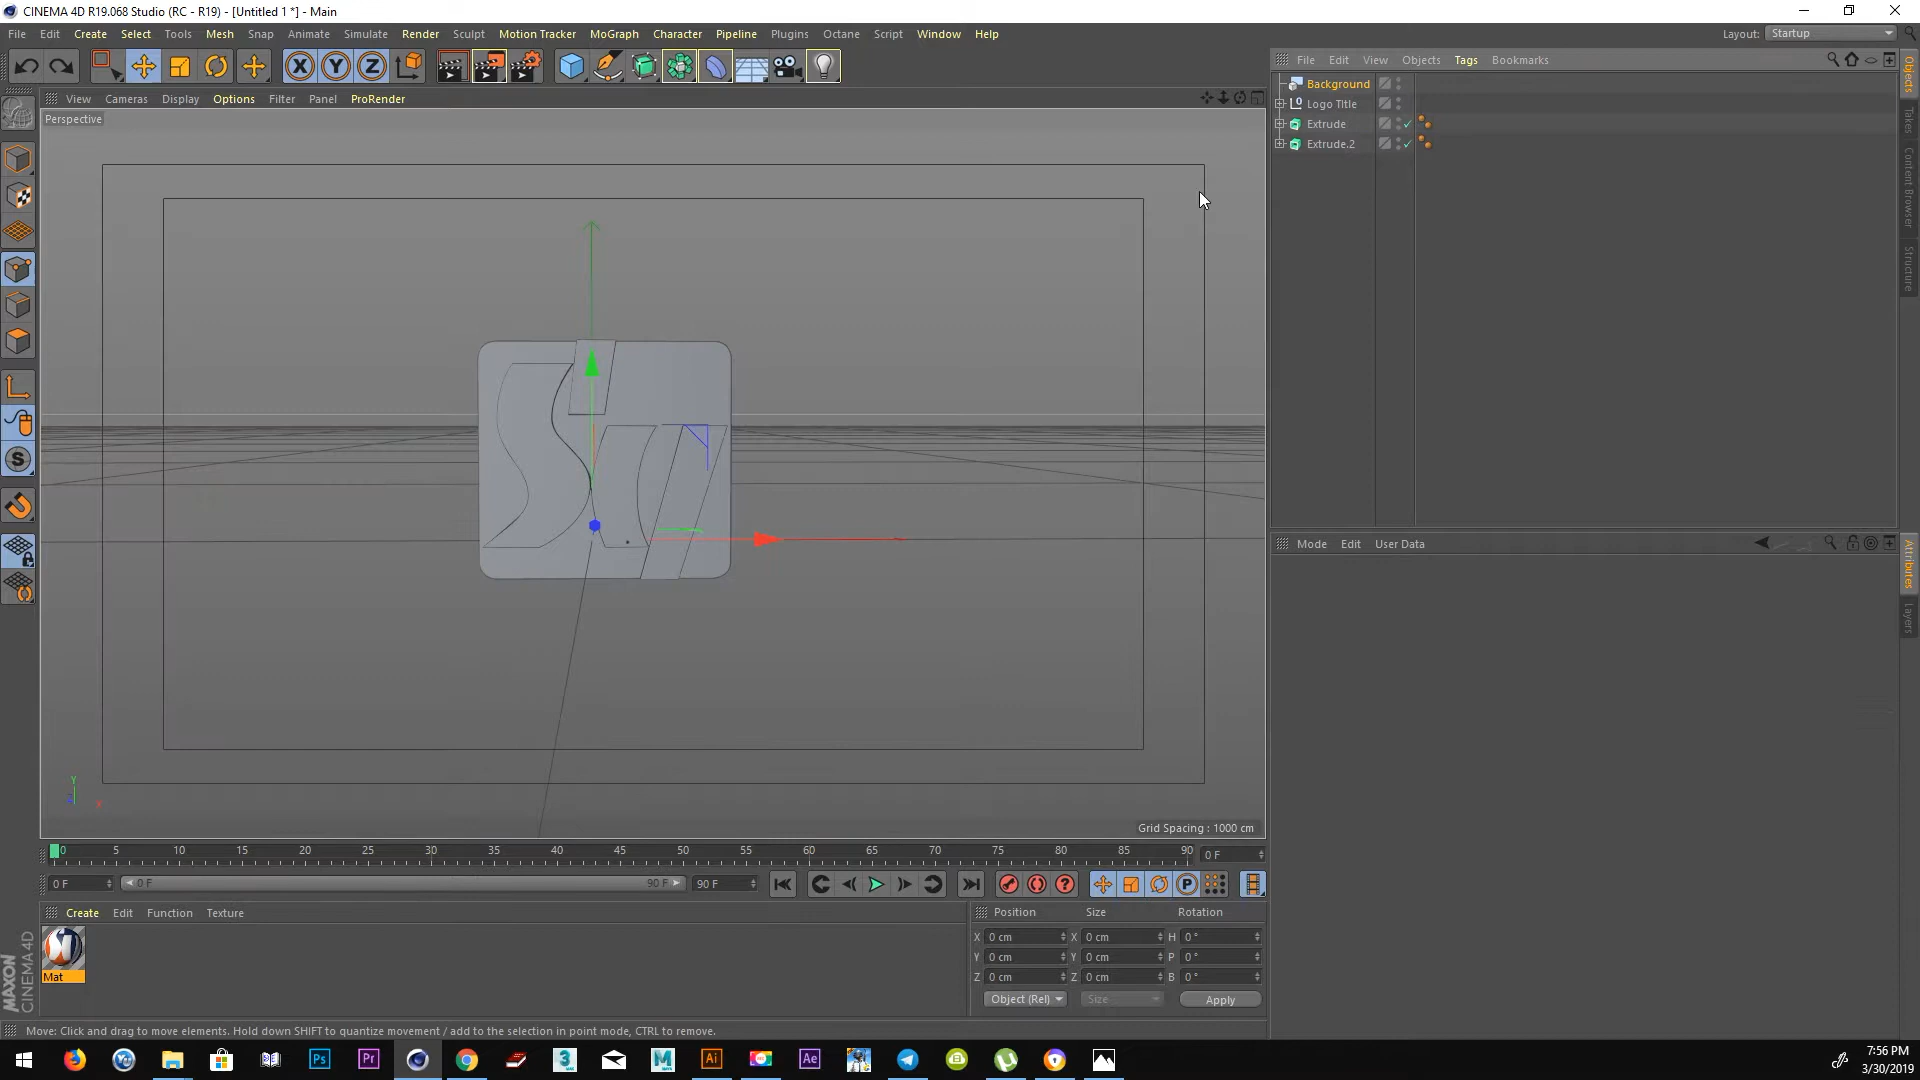 CINEMA 4D R19.068 Studio (RC - R19) - [Untitled 1 *] - Main
File Edit Create Select Tools Mesh Snap Animate Simulate Render Sculpt Motion Tracker MoGraph Character Pipeline Plugins Octane Script Window Help
Layout: Startup
X Y Z
File Edit View Objects Tags Bookmarks
View Cameras Display Options Filter Panel ProRender
Perspective
Background
Logo Title
Extrude
Extrude.2
Objects
Takes
Content Browser
Structure
Mode Edit User Data
Attributes
Layers
Y
X
Grid Spacing : 1000 cm
0 5 10 15 20 25 30 35 40 45 50 55 60 65 70 75 80 85 90
0 F
0 F 0 F 90 F 90 F
Create Edit Function Texture
Mat
Position Size Rotation
X 0 cm X 0 cm H 0 °
Y 0 cm Y 0 cm P 0 °
Z 0 cm Z 0 cm B 0 °
Object (Rel) Size Apply
MAXON
CINEMA 4D
Move: Click and drag to move elements. Hold down SHIFT to quantize movement / add to the selection in point mode, CTRL to remove.
Ps Pr Ai Ae
7:56 PM
3/30/2019